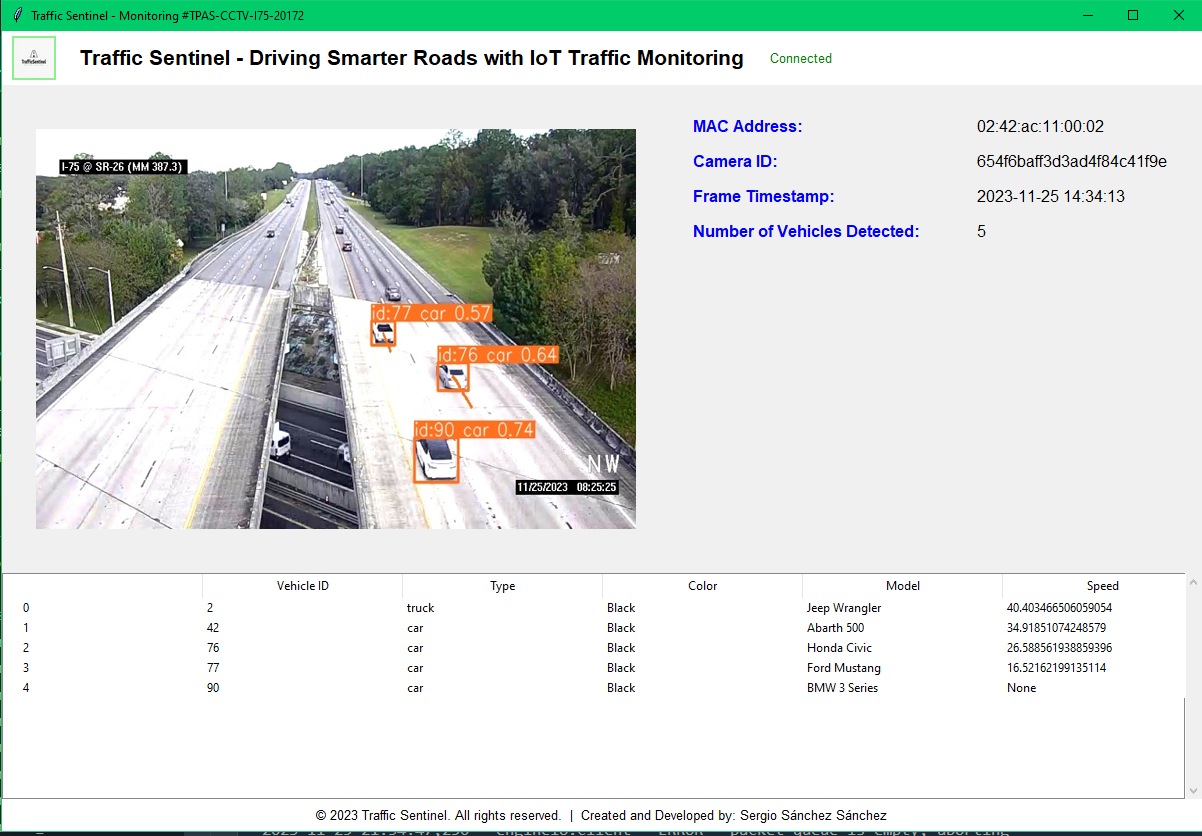 Traffic Sentinel - Monitoring #TPAS-CCTV-I75-20172
TrafficSentinel
Traffic Sentinel - Driving Smarter Roads with IoT Traffic Monitoring
Connected
MAC Address: 02:42:ac:11:00:02
Camera ID: 654f6baff3d3ad4f84c41f9e
Frame Timestamp: 2023-11-25 14:34:13
Number of Vehicles Detected: 5
I-75 @ SR-26 (MM 387.3)
id:77 car 0.57
id:76 car 0.64
id:90 car 0.74
NW
11/25/2023 08:25:25
Vehicle ID Type Color Model Speed
0 2 truck Black Jeep Wrangler 40.403466506059054
1 42 car Black Abarth 500 34.91851074248579
2 76 car Black Honda Civic 26.588561938859396
3 77 car Black Ford Mustang 16.52162199135114
4 90 car Black BMW 3 Series None
© 2023 Traffic Sentinel. All rights reserved. | Created and Developed by: Sergio Sánchez Sánchez